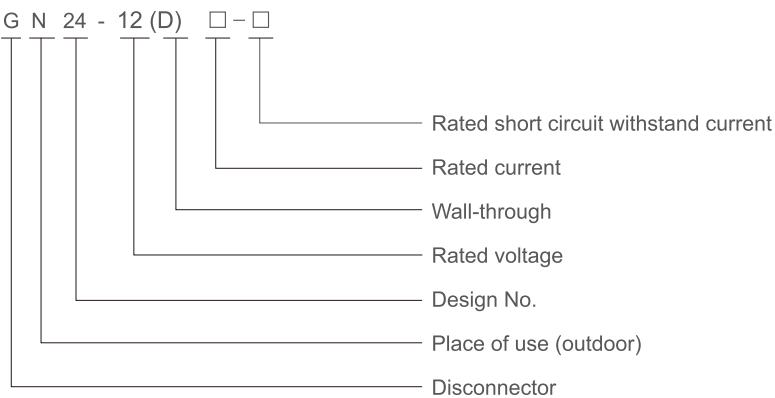 G N 24 - 12 (D) □ – □
Rated short circuit withstand current
Rated current
Wall-through
Rated voltage
Design No.
Place of use (outdoor)
Disconnector